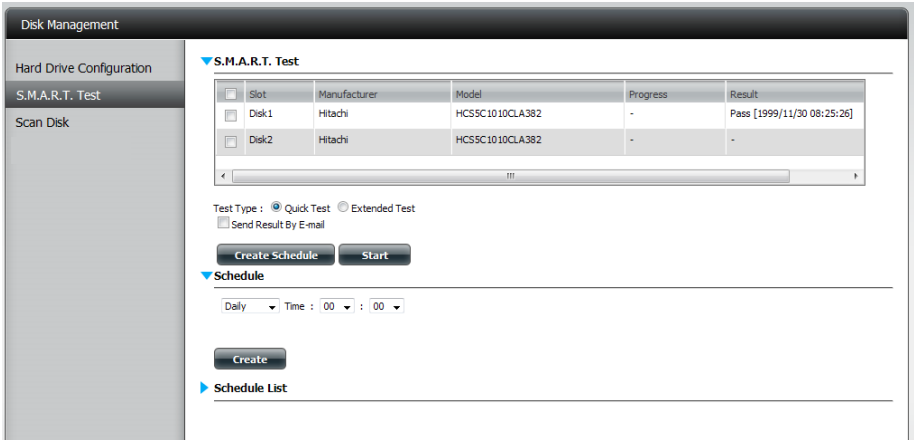 Disk Management
Hard Drive Configuration
S.M.A.R.T. Test
Scan Disk
S.M.A.R.T. Test
Slot Manufacturer Model Progress Result
Disk1 Hitachi HCS5C1010CLA382 - Pass [1999/11/30 08:25:26]
Disk2 Hitachi HCS5C1010CLA382 - -
Test Type : Quick Test Extended Test
Send Result By E-mail
Create Schedule Start
Schedule
Daily Time : 00 : 00
Create
Schedule List